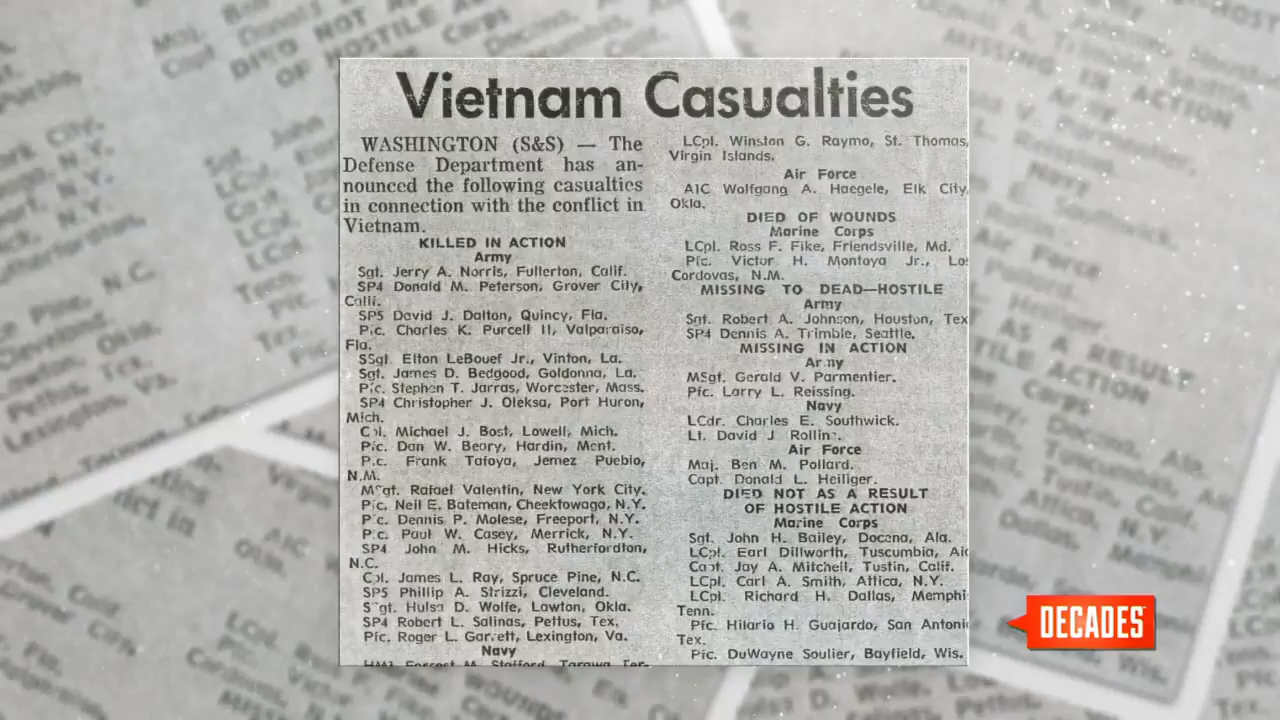 Vietnam Casualties
WASHINGTON (S&S) — The
Defense Department has an-
nounced the following casualties
in connection with the conflict in
Vietnam.
KILLED IN ACTION
Army
Sgt. Jerry A. Norris, Fullerton, Calif.
SP4 Donald M. Peterson, Grover City,
Calif.
SP5 David J. Dalton, Quincy, Fla.
Pfc. Charles K. Purcell II, Valparaiso,
Fla.
SSgt. Elton LeBouef Jr., Vinton, La.
Sgt. James D. Bedgood, Goldonna, La.
Pfc. Stephen T. Jarras, Worcester, Mass.
SP4 Christopher J. Oleksa, Port Huron,
Mich.
Cpl. Michael J. Bost, Lowell, Mich.
Pfc. Dan W. Beary, Hardin, Mont.
Pfc. Frank Tafoya, Jemez Pueblo,
N.M.
MSgt. Rafael Valentin, New York City.
Pfc. Neil E. Bateman, Cheektowaga, N.Y.
Pfc. Dennis P. Molese, Freeport, N.Y.
Pfc. Paul W. Casey, Merrick, N.Y.
SP4 John M. Hicks, Rutherfordton,
N.C.
Cpl. James L. Ray, Spruce Pine, N.C.
SP5 Phillip A. Strizzi, Cleveland.
Sgt. Hulsa D. Wolfe, Lawton, Okla.
SP4 Robert L. Salinas, Pettus, Tex.
Pfc. Roger L. Garrett, Lexington, Va.
Navy
HM3 Forrest M. Stafford, Tarawa Ter-
LCpl. Winston G. Raymo, St. Thomas,
Virgin Islands.
Air Force
A1C Wolfgang A. Haegele, Elk City,
Okla.
DIED OF WOUNDS
Marine Corps
LCpl. Ross F. Fike, Friendsville, Md.
Pfc. Victor H. Montoya Jr., Los
Cordovas, N.M.
MISSING TO DEAD—HOSTILE
Army
Sgt. Robert A. Johnson, Houston, Tex
SP4 Dennis A. Trimble, Seattle.
MISSING IN ACTION
Army
MSgt. Gerald V. Parmentier.
Pfc. Larry L. Reissing.
Navy
LCdr. Charles E. Southwick.
Lt. David J Rollins.
Air Force
Maj. Ben M. Pollard.
Capt. Donald L. Heiliger.
DIED NOT AS A RESULT
OF HOSTILE ACTION
Marine Corps
Sgt. John H. Bailey, Docena, Ala.
LCpl. Earl Dillworth, Tuscumbia, Al
Capt. Jay A. Mitchell, Tustin, Calif.
LCpl. Carl A. Smith, Attica, N.Y.
LCpl. Richard H. Dallas, Memphi
Tenn.
Pfc. Hilario H. Guajardo, San Antoni
Tex.
Pfc. DuWayne Soulier, Bayfield, Wis.
DECADES